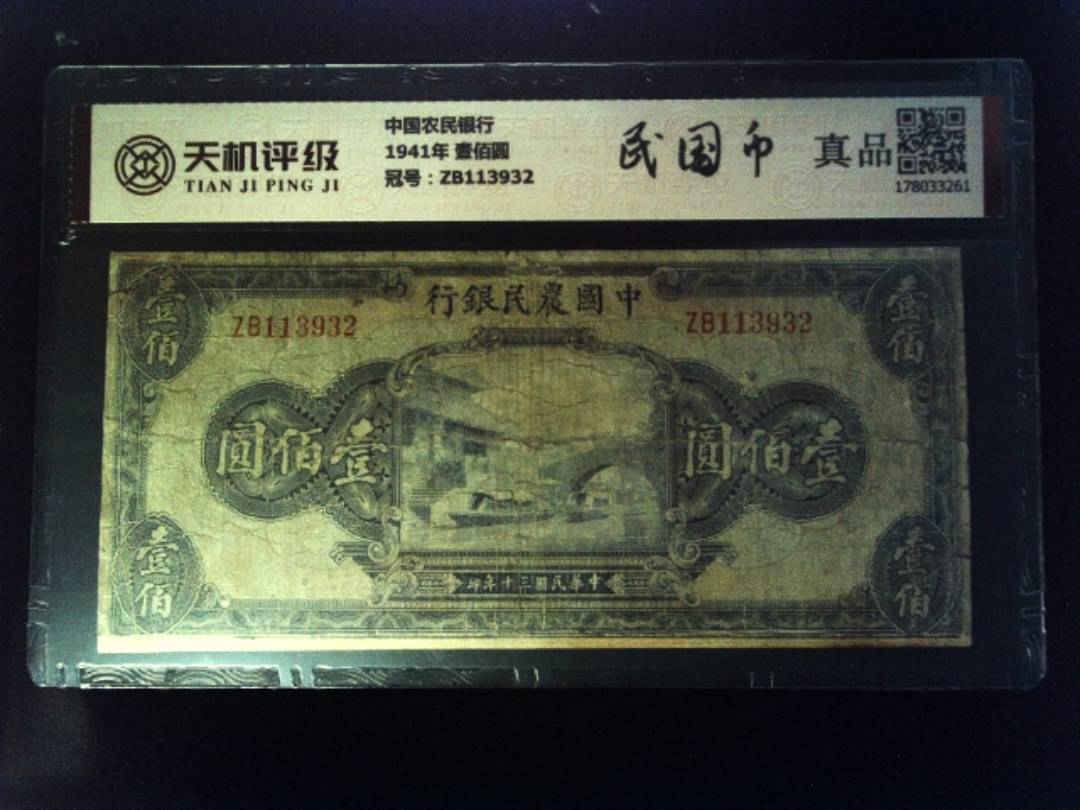 天机评级
TIAN JI PING JI
中国农民银行
1941年 壹佰圆
冠号：ZB113932
民国币
真品
178033261
行銀民農國中
ZB113932
ZB113932
壹佰
壹佰
圓佰壹
圓佰壹
壹佰
壹佰
印年十三國民華中